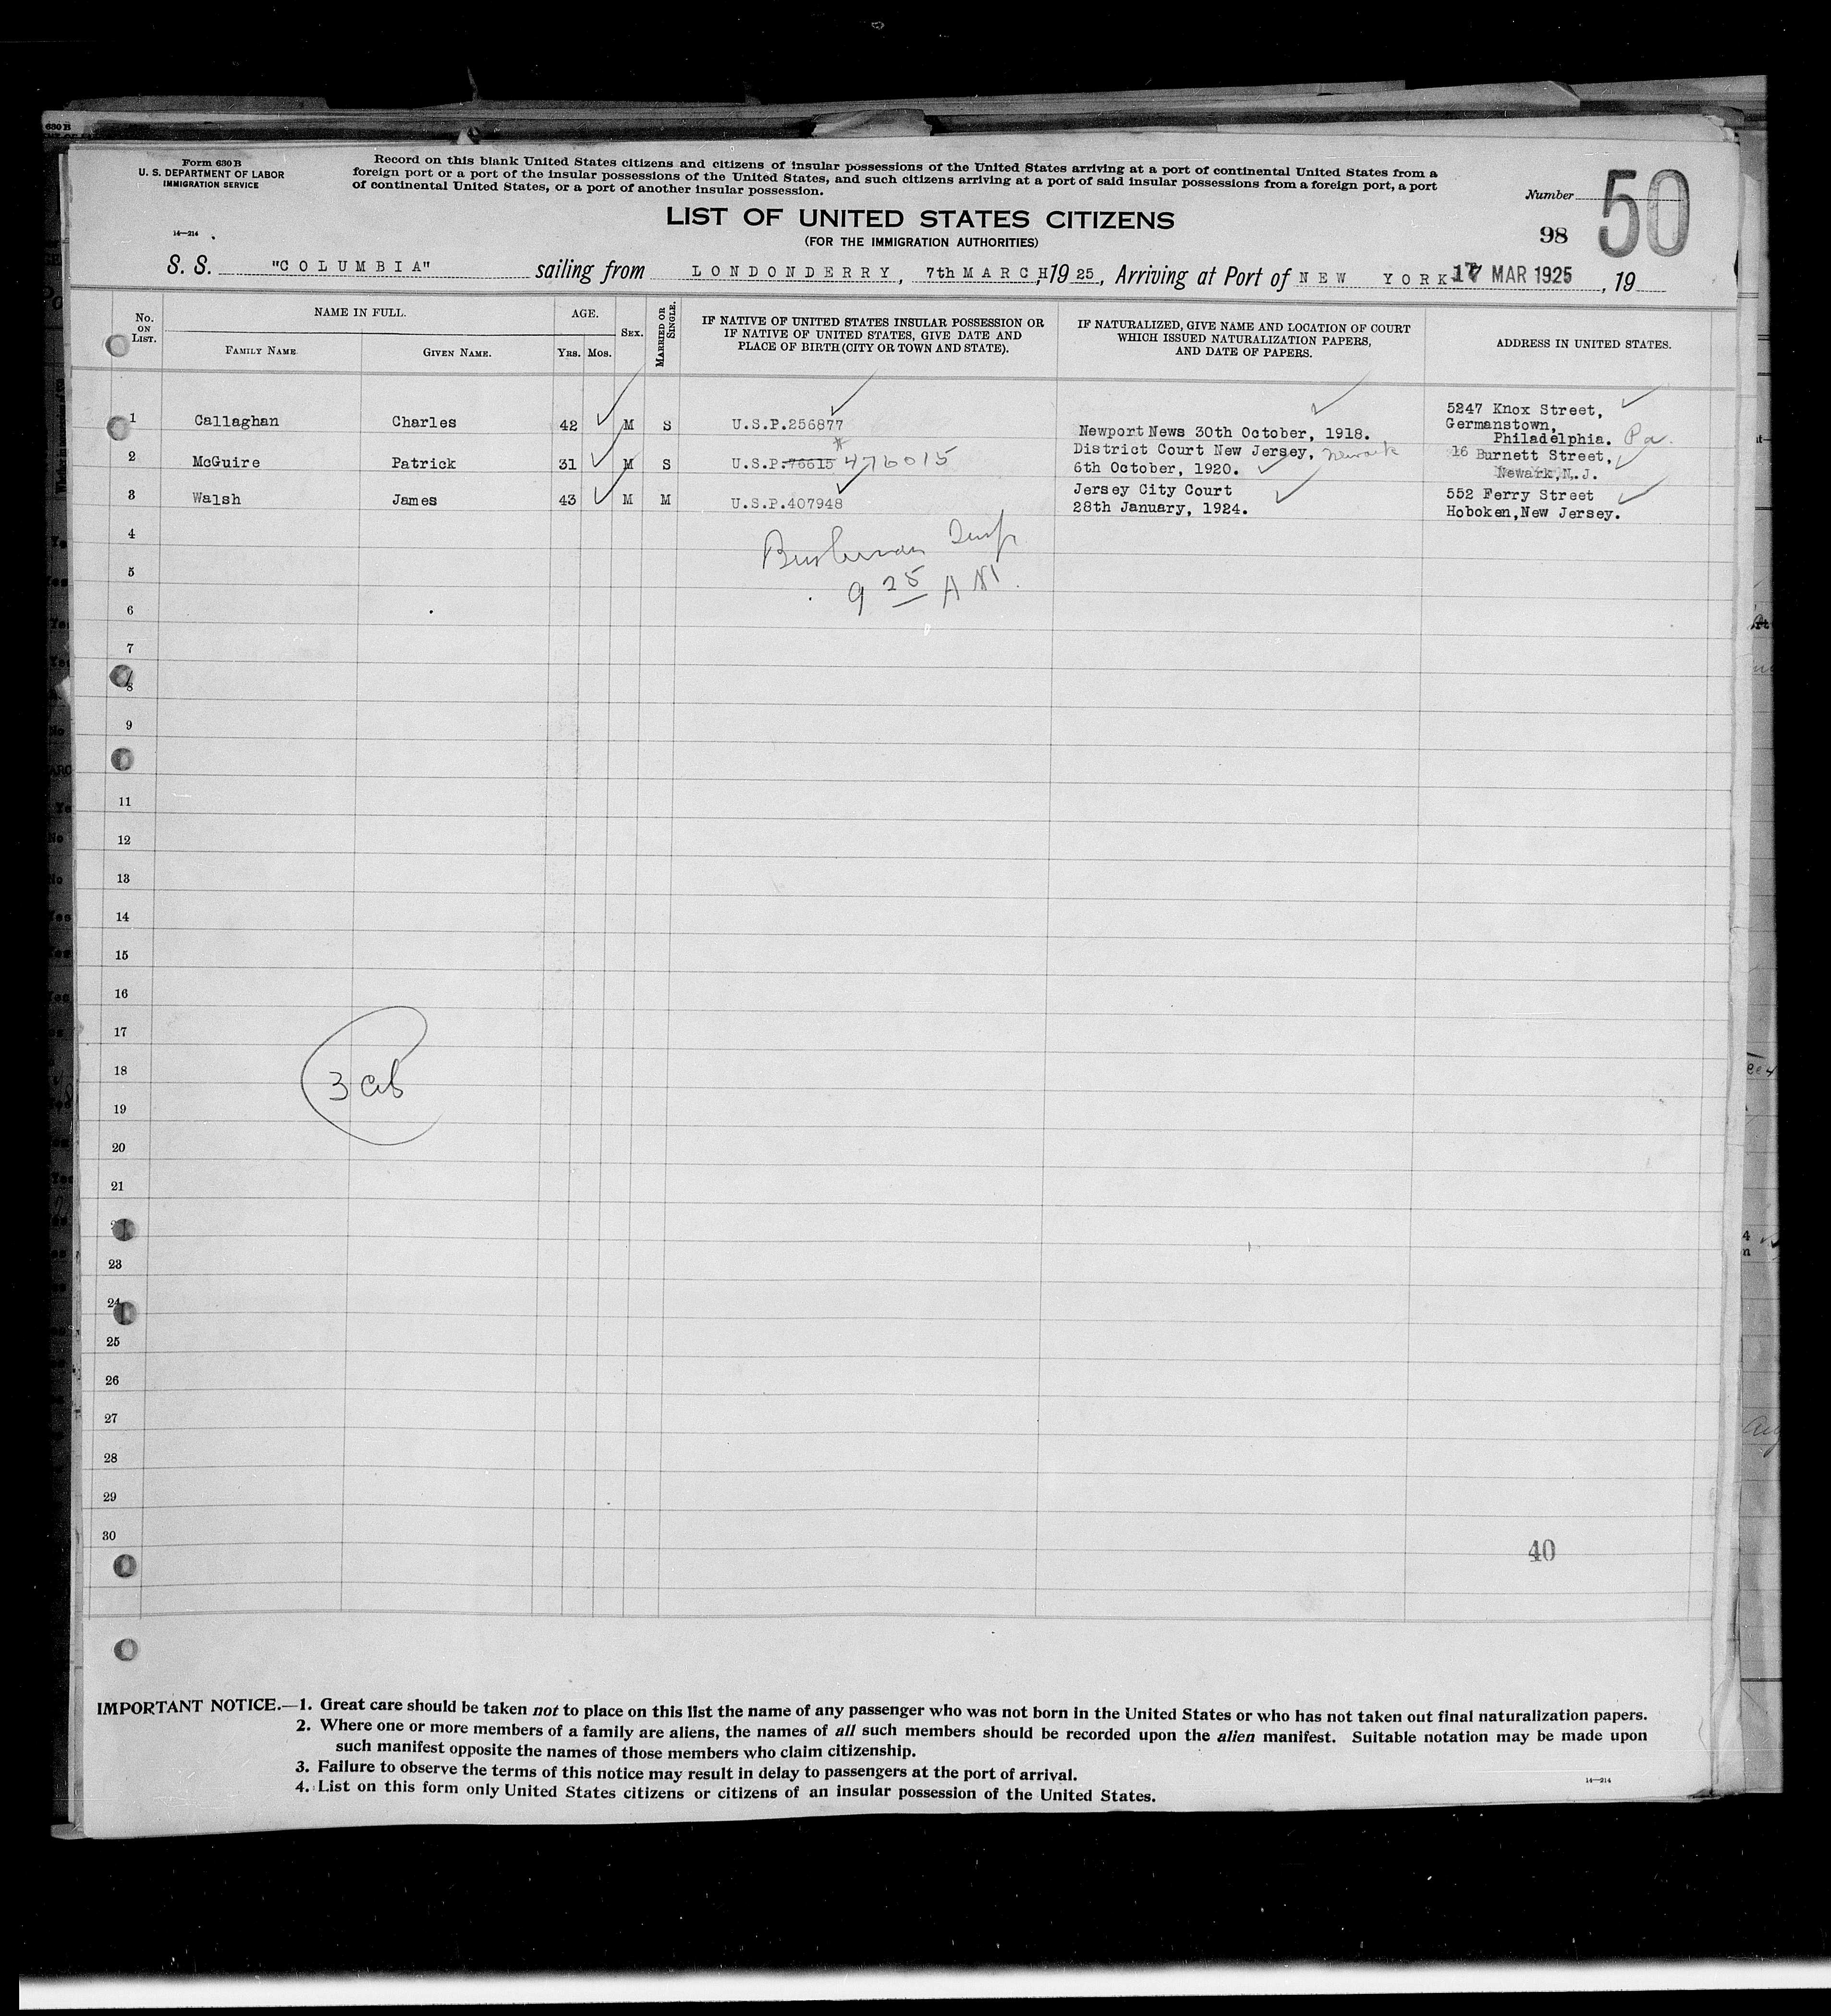 Form 630 B
U. S. DEPARTMENT OF LABOR
IMMIGRATION SERVICE
14—214
Record on this blank United States citizens and citizens of insular possessions of the United States arriving at a port of continental United States from a
foreign port or a port of the insular possessions of the United States, and such citizens arriving at a port of said insular possessions from a foreign port, a port
of continental United States, or a port of another insular possession.
Number 50
98
LIST OF UNITED STATES CITIZENS
(FOR THE IMMIGRATION AUTHORITIES)
S. S. "COLUMBIA" sailing from LONDONDERRY, 7th MARCH, 1925, Arriving at Port of NEW YORK 17 MAR 1925, 19
No. ON LIST.
NAME IN FULL.
FAMILY NAME.
GIVEN NAME.
AGE.
YRS. MOS.
SEX.
MARRIED OR SINGLE.
IF NATIVE OF UNITED STATES INSULAR POSSESSION OR
IF NATIVE OF UNITED STATES, GIVE DATE AND
PLACE OF BIRTH (CITY OR TOWN AND STATE).
IF NATURALIZED, GIVE NAME AND LOCATION OF COURT
WHICH ISSUED NATURALIZATION PAPERS,
AND DATE OF PAPERS.
ADDRESS IN UNITED STATES.
1 Callaghan Charles 42 M S U.S.P.256877 Newport News 30th October, 1918. 5247 Knox Street,
Germanstown,
Philadelphia. Pa.
2 McGuire Patrick 31 M S U.S.P.76615 476015 District Court New Jersey, Newark
6th October, 1920. 16 Burnett Street,
Newark, N.J.
3 Walsh James 43 M M U.S.P.407948 Jersey City Court
28th January, 1924. 552 Ferry Street
Hoboken, New Jersey.
4
5
9 25 AM
6
7
8
9
11
12
13
14
15
16
17
18
3
19
20
21
23
24
25
26
27
28
29
30
40
IMPORTANT NOTICE.—1. Great care should be taken not to place on this list the name of any passenger who was not born in the United States or who has not taken out final naturalization papers.
2. Where one or more members of a family are aliens, the names of all such members should be recorded upon the alien manifest. Suitable notation may be made upon
such manifest opposite the names of those members who claim citizenship.
3. Failure to observe the terms of this notice may result in delay to passengers at the port of arrival.
4. List on this form only United States citizens or citizens of an insular possession of the United States.
14—214